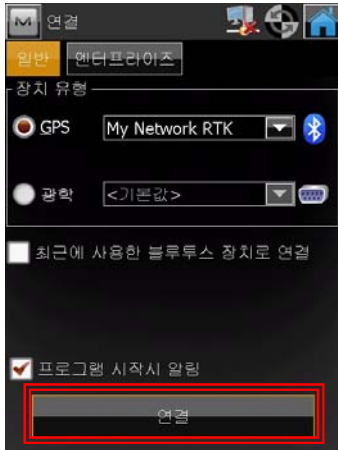 연결
일반 엔터프라이즈
장치 유형
GPS My Network RTK
광학 <기본값>
최근에 사용한 블루투스 장치로 연결
프로그램 시작시 알림
연결